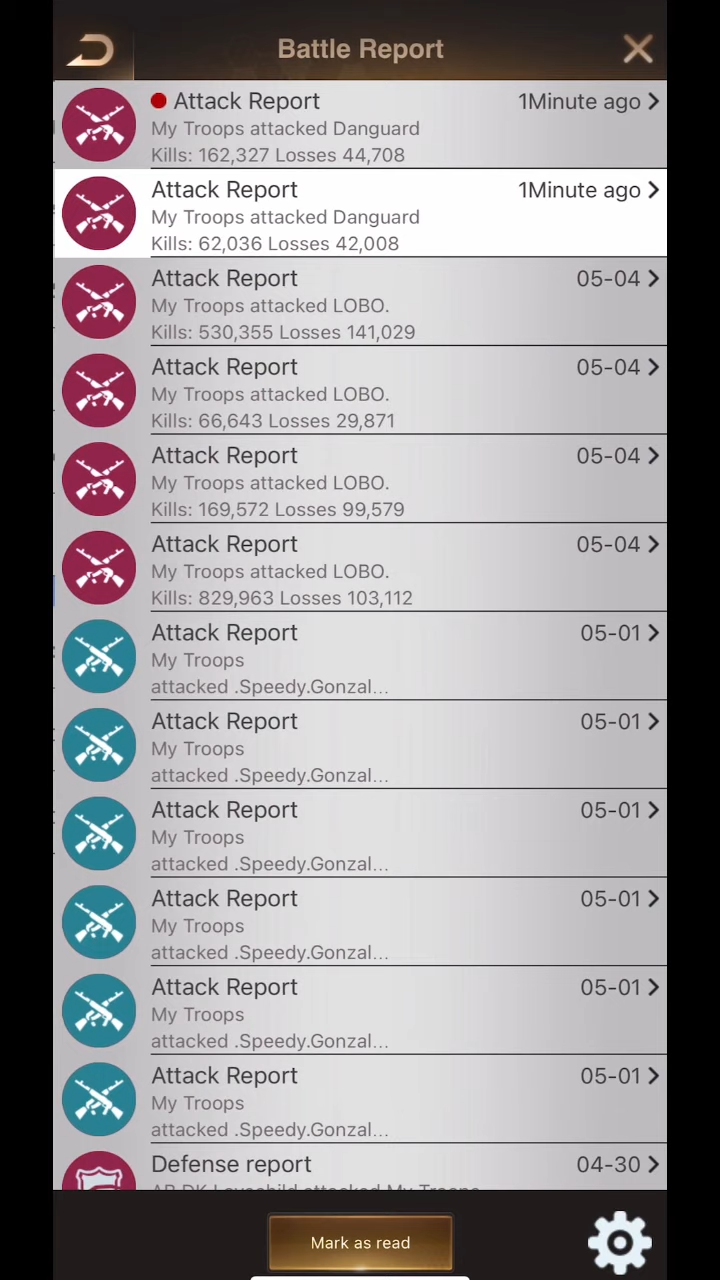 Battle Report
Attack Report 1Minute ago
My Troops attacked Danguard
Kills: 162,327 Losses 44,708
Attack Report 1Minute ago
My Troops attacked Danguard
Kills: 62,036 Losses 42,008
Attack Report 05-04
My Troops attacked LOBO.
Kills: 530,355 Losses 141,029
Attack Report 05-04
My Troops attacked LOBO.
Kills: 66,643 Losses 29,871
Attack Report 05-04
My Troops attacked LOBO.
Kills: 169,572 Losses 99,579
Attack Report 05-04
My Troops attacked LOBO.
Kills: 829,963 Losses 103,112
Attack Report 05-01
My Troops
attacked .Speedy.Gonzal...
Attack Report 05-01
My Troops
attacked .Speedy.Gonzal...
Attack Report 05-01
My Troops
attacked .Speedy.Gonzal...
Attack Report 05-01
My Troops
attacked .Speedy.Gonzal...
Attack Report 05-01
My Troops
attacked .Speedy.Gonzal...
Attack Report 05-01
My Troops
attacked .Speedy.Gonzal...
Defense report 04-30
attacked My Troops
Mark as read